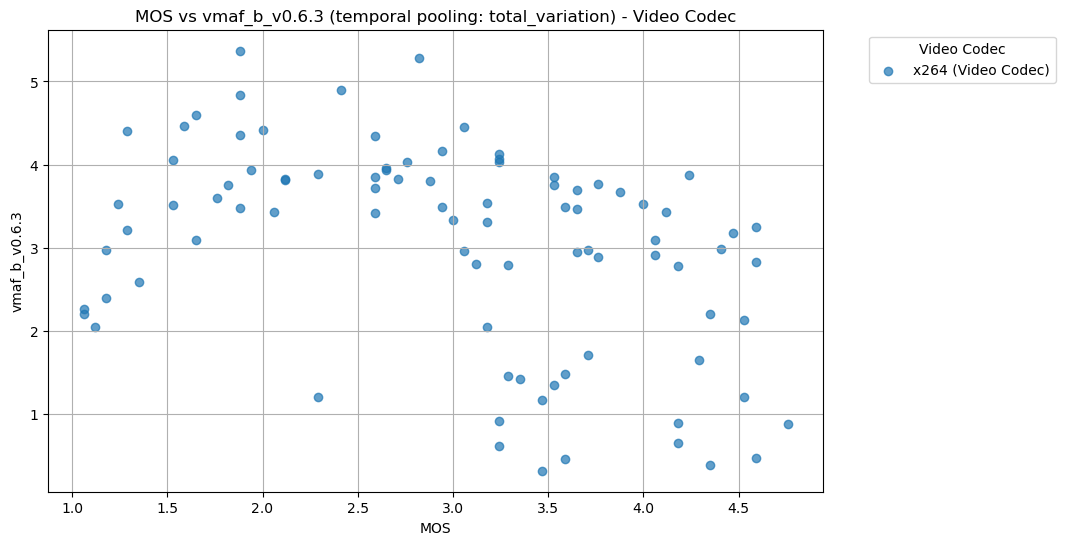 MOS vs vmaf_b_v0.6.3 (temporal pooling: total_variation) - Video Codec
Video Codec
x264 (Video Codec)
vmaf_b_v0.6.3
5
4
3
2
1
1.0 1.5 2.0 2.5 3.0 3.5 4.0 4.5
MOS